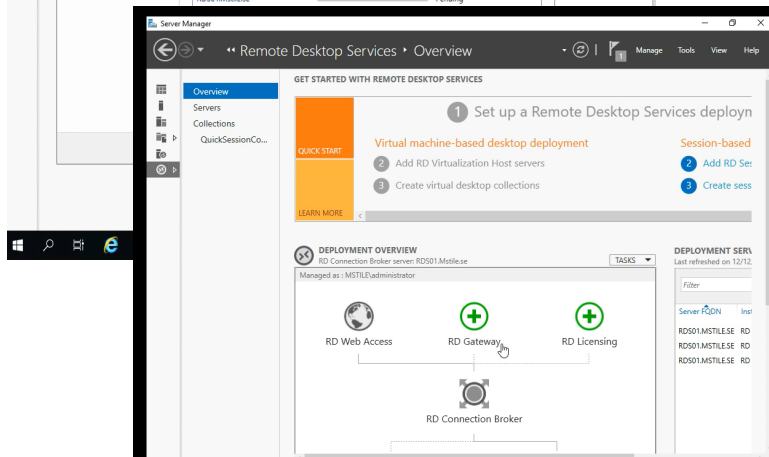 Pending
Server Manager
Remote Desktop Services
Overview
1
Manage
Tools
View
Help
Overview
Servers
Collections
QuickSessionCo...
GET STARTED WITH REMOTE DESKTOP SERVICES
1 Set up a Remote Desktop Services deployn
QUICK START
Virtual machine-based desktop deployment
Session-based
2 Add RD Virtualization Host servers
2 Add RD Ses
3 Create virtual desktop collections
3 Create sess
LEARN MORE
DEPLOYMENT OVERVIEW
RD Connection Broker server: RDS01.Mstile.se
TASKS
Managed as : MSTILE\administrator
RD Web Access
RD Gateway
RD Licensing
RD Connection Broker
DEPLOYMENT SERV
Last refreshed on 12/12,
Filter
Server FQDN Inst
RDS01.MSTILE.SE RD
RDS01.MSTILE.SE RD
RDS01.MSTILE.SE RD